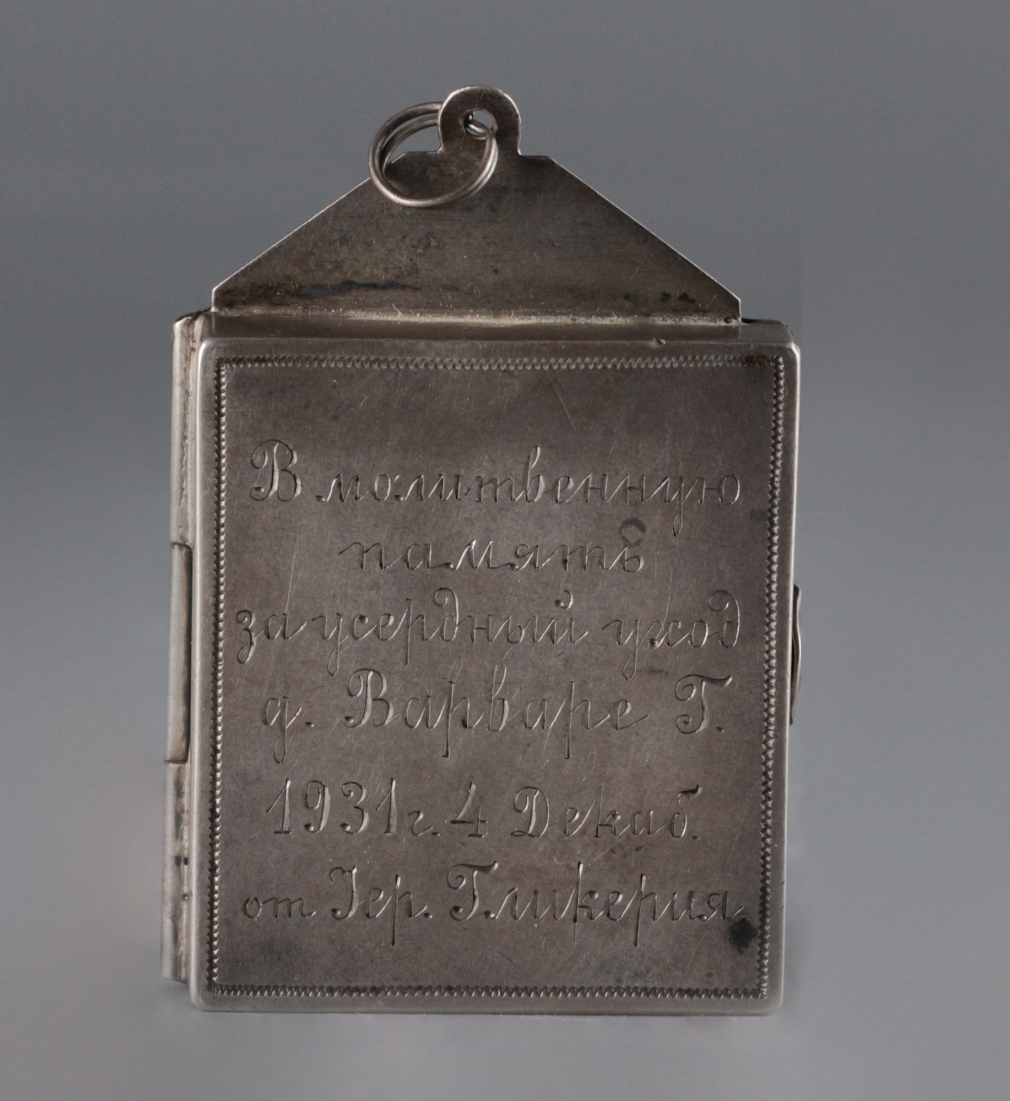 В молитвенную
память
за усердный уход
д. Варваре Г.
1931 г. 4 Декаб.
от Іер. Гликерия